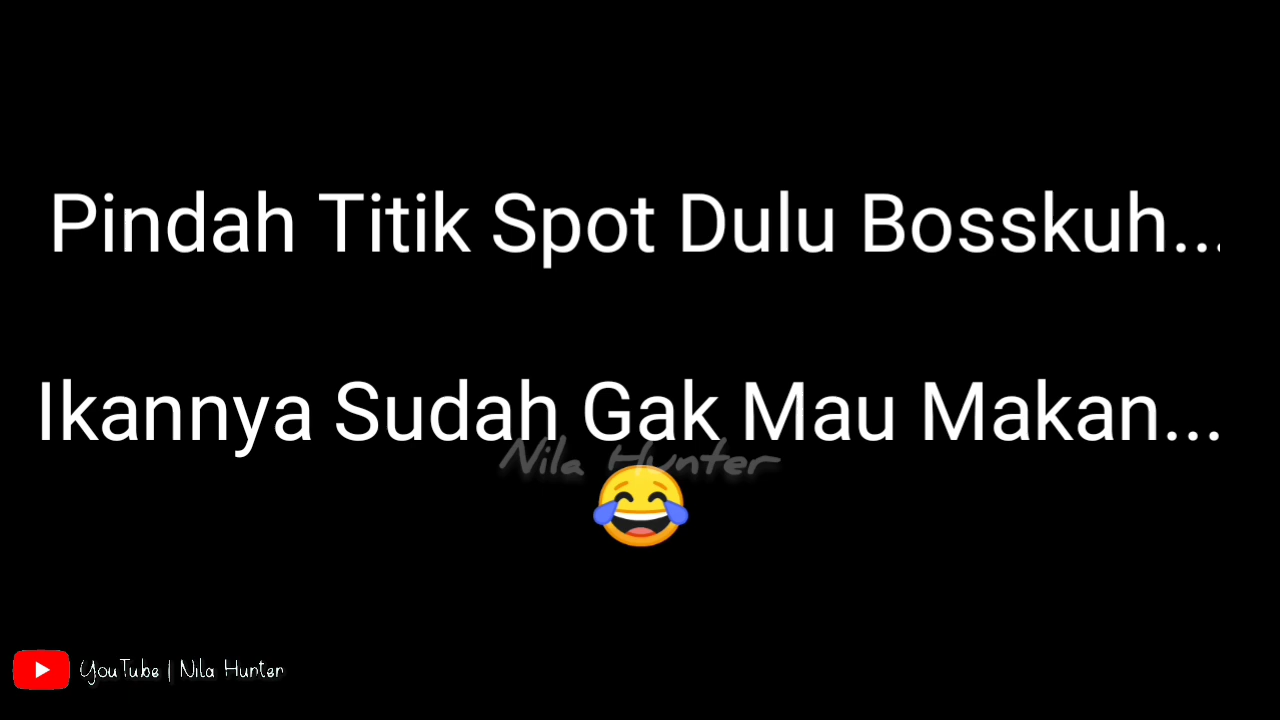 Pindah Titik Spot Dulu Bosskuh...
Ikannya Sudah Gak Mau Makan...
Nila Hunter
😂
YouTube | Nila Hunter